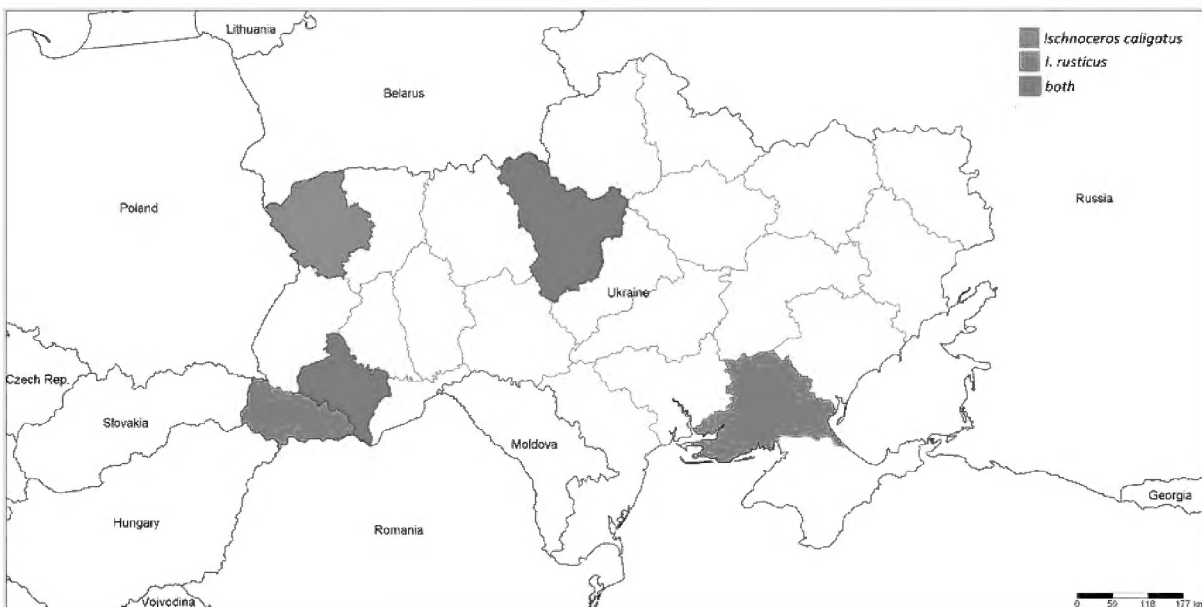 Lithuania
Ischnoceros caligatus
I. rusticus
both
Belarus
Poland
Russia
Ukraine
Czech Rep.
Slovakia
Moldova
Georgia
Hungary
Romania
Vojvodina
0 59 118 177 km